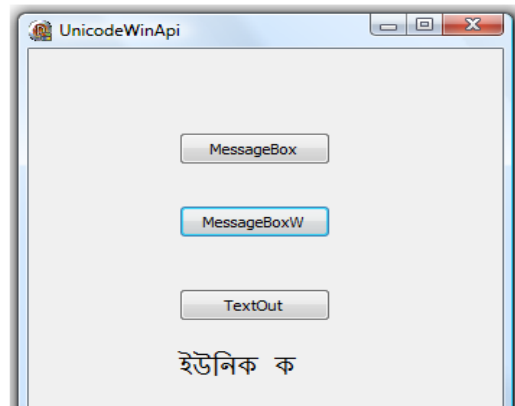 UnicodeWinApi
MessageBox
MessageBoxW
TextOut
ইউনিক ক